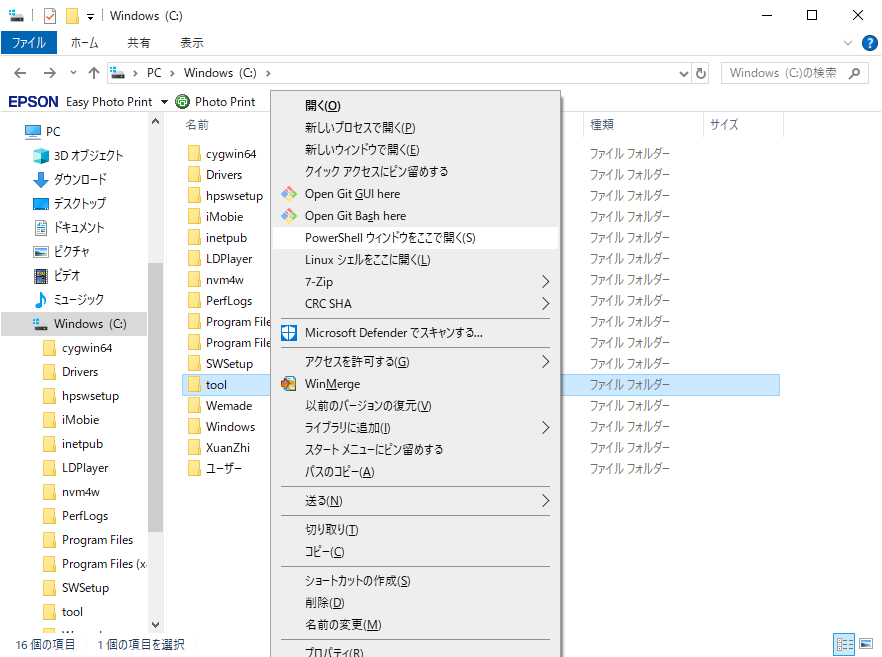 Windows (C:)
ファイル ホーム 共有 表示
PC Windows (C:) Windows (C:)の検索
EPSON Easy Photo Print Photo Print
PC
3D オブジェクト
ダウンロード
デスクトップ
ドキュメント
ピクチャ
ビデオ
ミュージック
Windows (C:)
cygwin64
Drivers
hpswsetup
iMobie
inetpub
LDPlayer
nvm4w
PerfLogs
Program Files
Program Files (x
SWSetup
tool
名前 種類 サイズ
cygwin64 ファイル フォルダー
Drivers ファイル フォルダー
hpswsetup ファイル フォルダー
iMobie ファイル フォルダー
inetpub ファイル フォルダー
LDPlayer ファイル フォルダー
nvm4w ファイル フォルダー
PerfLogs ファイル フォルダー
Program File ファイル フォルダー
Program File ファイル フォルダー
SWSetup ファイル フォルダー
tool ファイル フォルダー
Wemade ファイル フォルダー
Windows ファイル フォルダー
XuanZhi ファイル フォルダー
ユーザー ファイル フォルダー
開く(O)
新しいプロセスで開く(P)
新しいウィンドウで開く(E)
クイック アクセスにピン留めする
Open Git GUI here
Open Git Bash here
PowerShell ウィンドウをここで開く(S)
Linux シェルをここに開く(L)
7-Zip
CRC SHA
Microsoft Defender でスキャンする...
アクセスを許可する(G)
WinMerge
以前のバージョンの復元(V)
ライブラリに追加(I)
スタート メニューにピン留めする
パスのコピー(A)
送る(N)
切り取り(T)
コピー(C)
ショートカットの作成(S)
削除(D)
名前の変更(M)
プロパティ(R)
16 個の項目 1 個の項目を選択